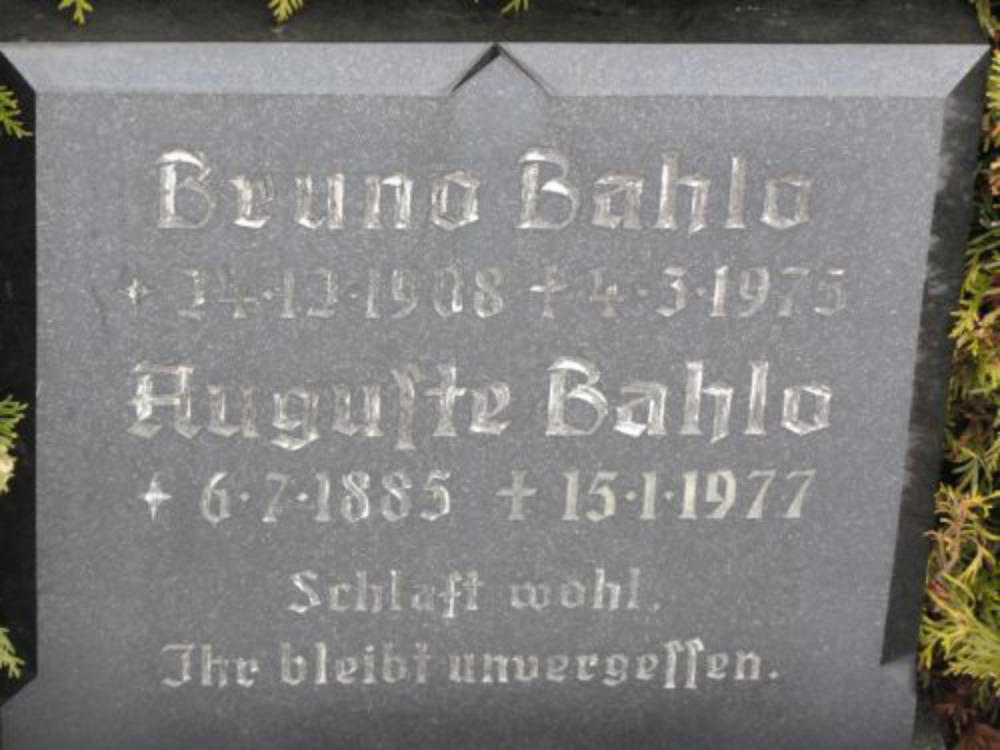 Bruno Bahlo
✦ 24·12·1908 † 4·3·1975
Auguſte Bahlo
✦ 6·7·1885 † 15·1·1977
Schlaft wohl.
Ihr bleibt unvergeſſen.